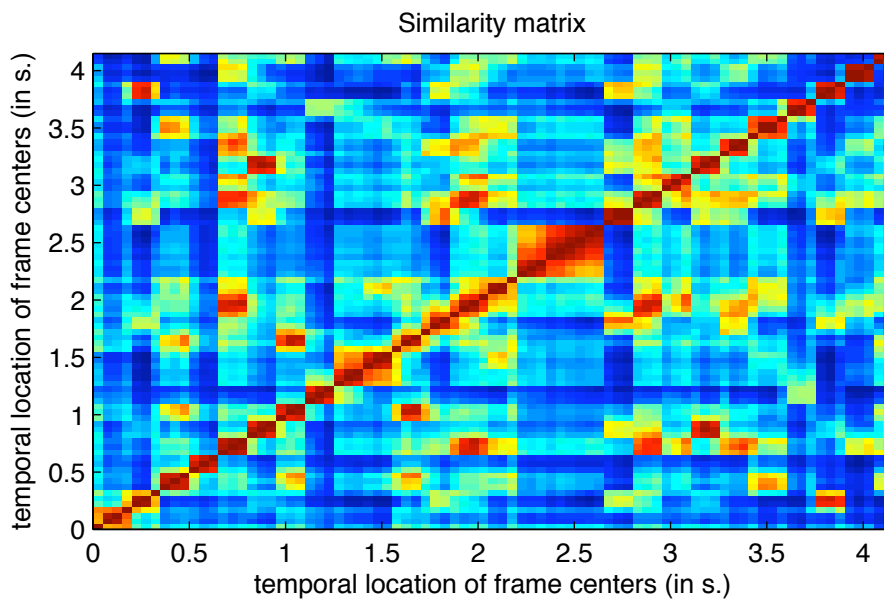 Similarity matrix
temporal location of frame centers (in s.)
4
3.5
3
2.5
2
1.5
1
0.5
0
0 0.5 1 1.5 2 2.5 3 3.5 4
temporal location of frame centers (in s.)